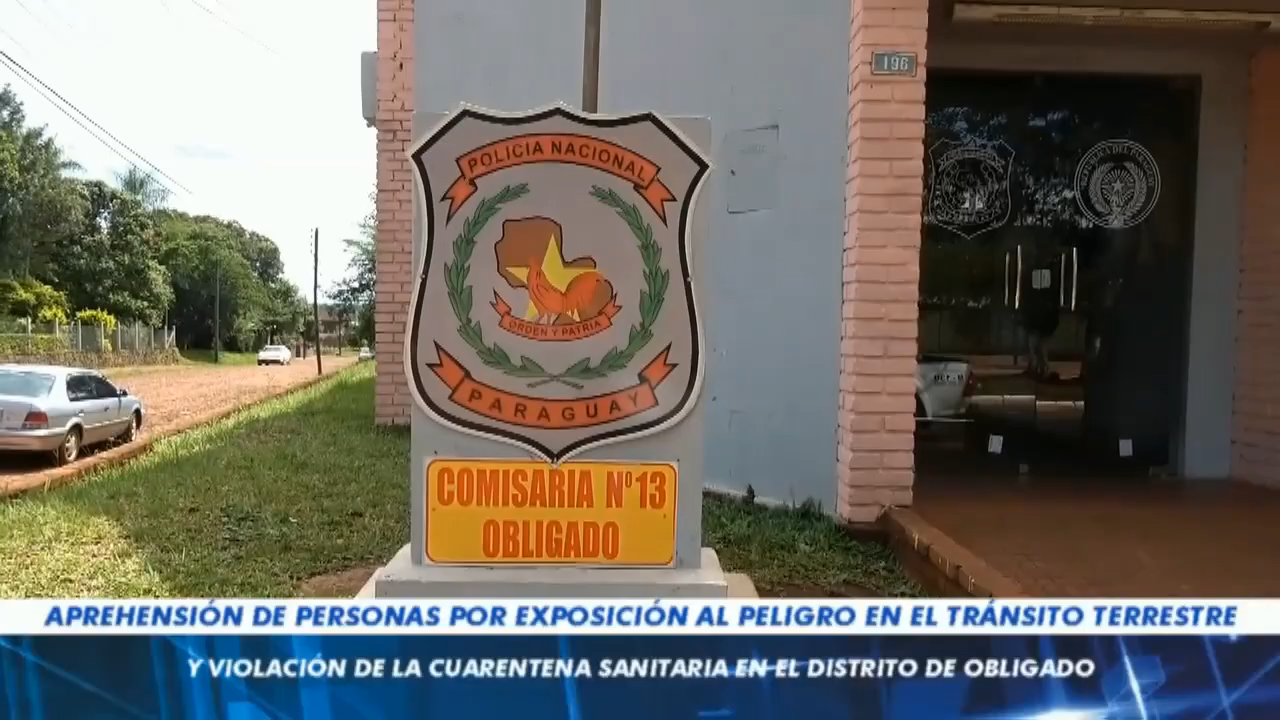 196
POLICIA NACIONAL
ORDEN Y PATRIA
PARAGUAY
COMISARIA Nº 13
OBLIGADO
APREHENSIÓN DE PERSONAS POR EXPOSICIÓN AL PELIGRO EN EL TRÁNSITO TERRESTRE
Y VIOLACIÓN DE LA CUARENTENA SANITARIA EN EL DISTRITO DE OBLIGADO